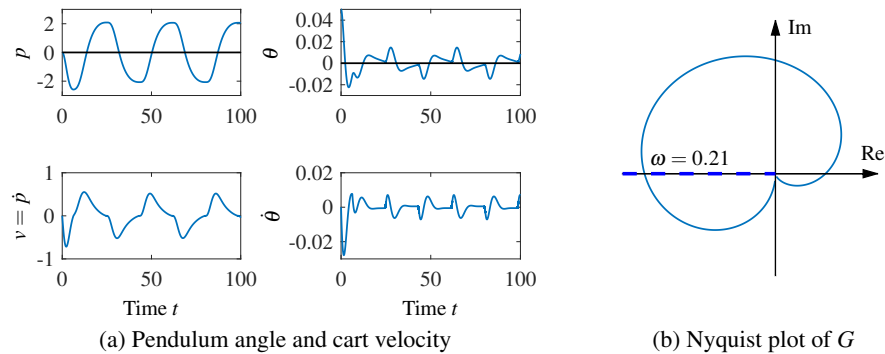 2
0
-2
p
0
50
100
0.04
0
-0.02
θ
0
50
100
1
0
-1
v = ṗ
0
50
100
Time t
0.02
0
-0.02
θ̇
0
50
100
Time t
(a) Pendulum angle and cart velocity
Im
Re
ω = 0.21
(b) Nyquist plot of G